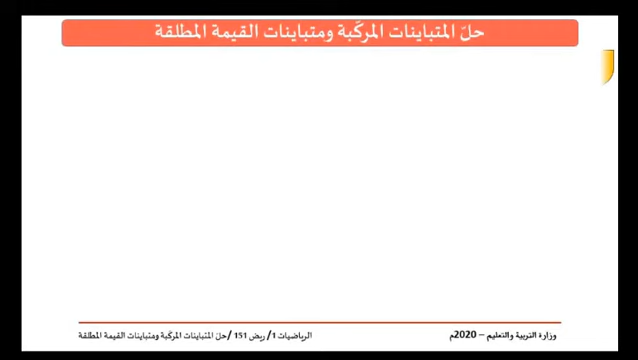 حلّ المتباينات المركّبة ومتباينات القيمة المطلقة
وزارة التربية والتعليم – 2020م
الرياضيات 1/ ريض 151 /حلّ المتباينات المركّبة ومتباينات القيمة المطلقة